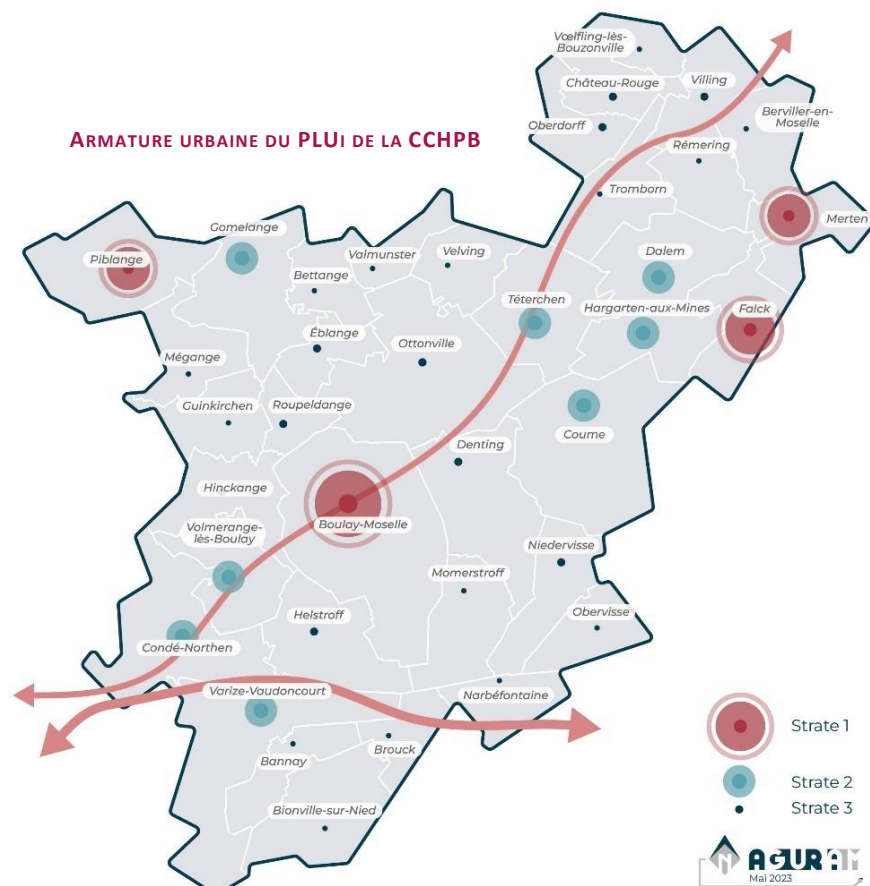 Vœlfling-lès-
Bouzonville
Château-Rouge
Villing
Berviller-en-
Moselle
Oberdorff
ARMATURE URBAINE DU PLUI DE LA CCHPB
Rémering
Tromborn
Merten
Gomelange
Piblange
Valmunster
Velving
Dalem
Bettange
Téterchen
Hargarten-aux-Mines
Falck
Éblange
Ottonville
Mégange
Guinkirchen
Roupeldange
Coume
Denting
Hinckange
Boulay-Moselle
Volmerange-
lès-Boulay
Niedervisse
Momerstroff
Obervisse
Helstroff
Condé-Northen
Varize-Vaudoncourt
Narbéfontaine
Brouck
Bannay
Bionville-sur-Nied
Strate 1
Strate 2
Strate 3
N
AGURAM
Mai 2023